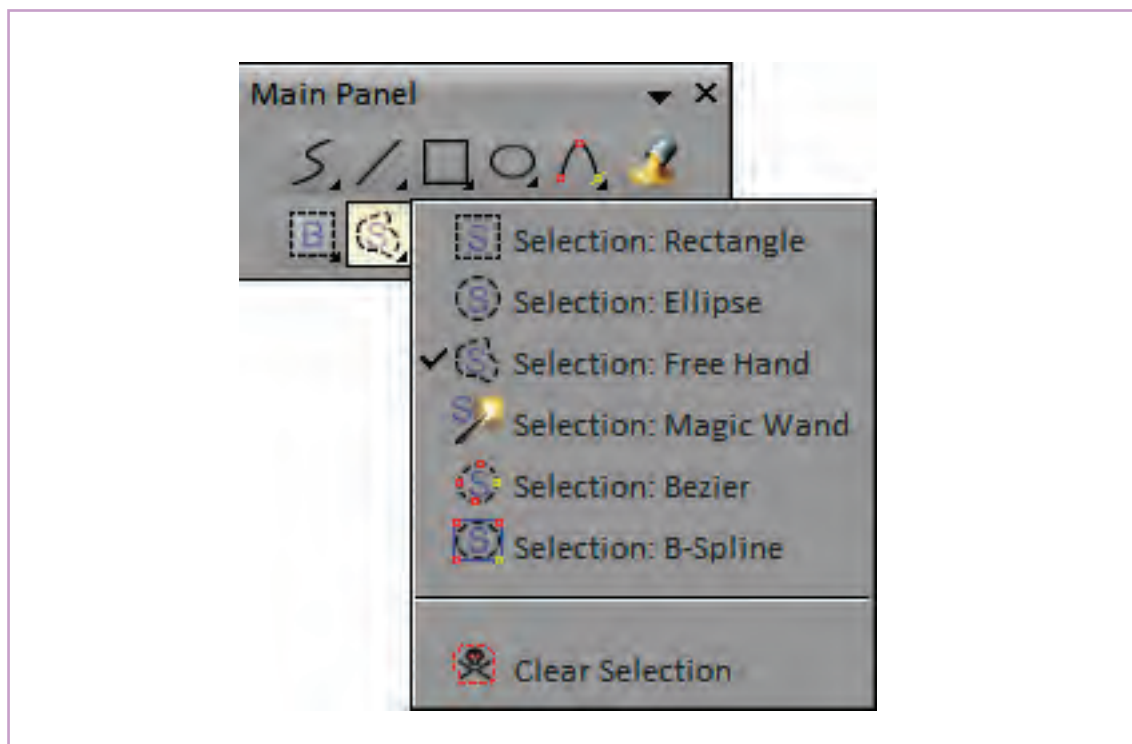 Main Panel
B
S
S Selection: Rectangle
S Selection: Ellipse
S Selection: Free Hand
S Selection: Magic Wand
S Selection: Bezier
S Selection: B-Spline
Clear Selection